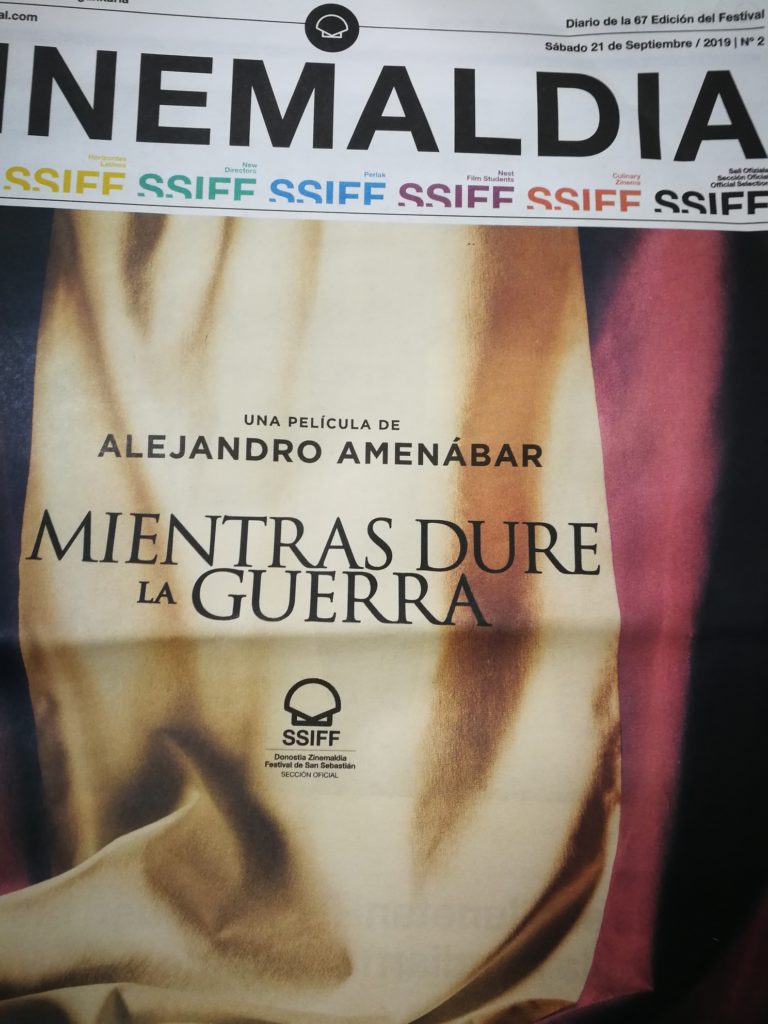 al.com
Diario de la 67 Edición del Festival
Sábado 21 de Septiembre / 2019 | Nº 2
INEMALDIA
Horizontes
Latinos
SSIFF
New
Directors
SSIFF
Perlak
SSIFF
Nest
Film Students
SSIFF
Culinary
Zinema
SSIFF
Sail Ofiziala
Sección Oficial
Official Selection
SSIFF
UNA PELÍCULA DE
ALEJANDRO AMENÁBAR
MIENTRAS DURE
LA GUERRA
SSIFF
Donostia Zinemaldia
Festival de San Sebastián
SECCIÓN OFICIAL